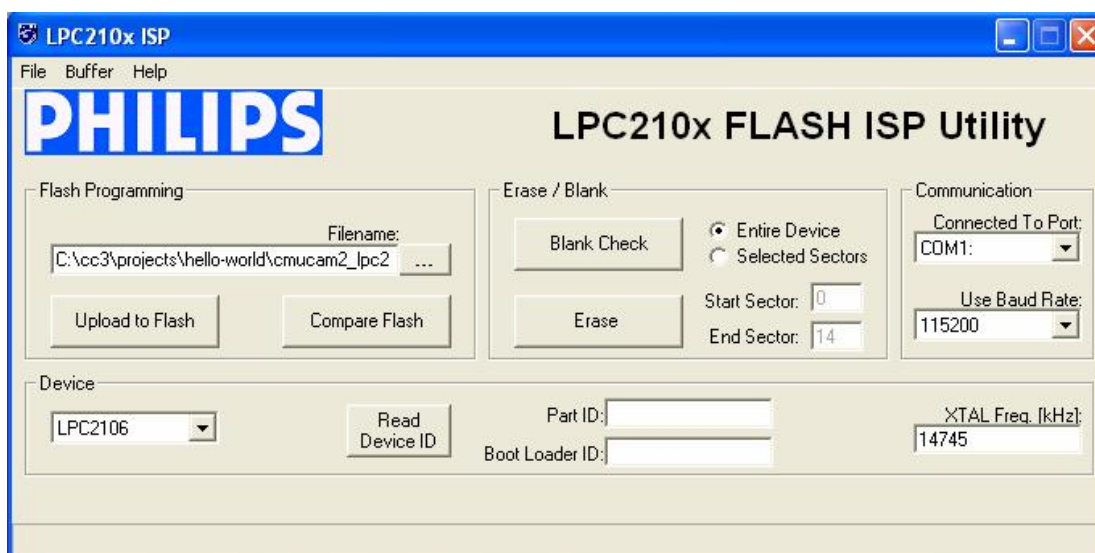 LPC210x ISP
File Buffer Help
PHILIPS
LPC210x FLASH ISP Utility
Flash Programming
Filename:
C:\cc3\projects\hello-world\cmucam2_lpc2
...
Upload to Flash
Compare Flash
Erase / Blank
Blank Check
Entire Device
Selected Sectors
Erase
Start Sector: 0
End Sector: 14
Communication
Connected To Port:
COM1:
Use Baud Rate:
115200
Device
LPC2106
Read
Device ID
Part ID:
Boot Loader ID:
XTAL Freq. [kHz]:
14745